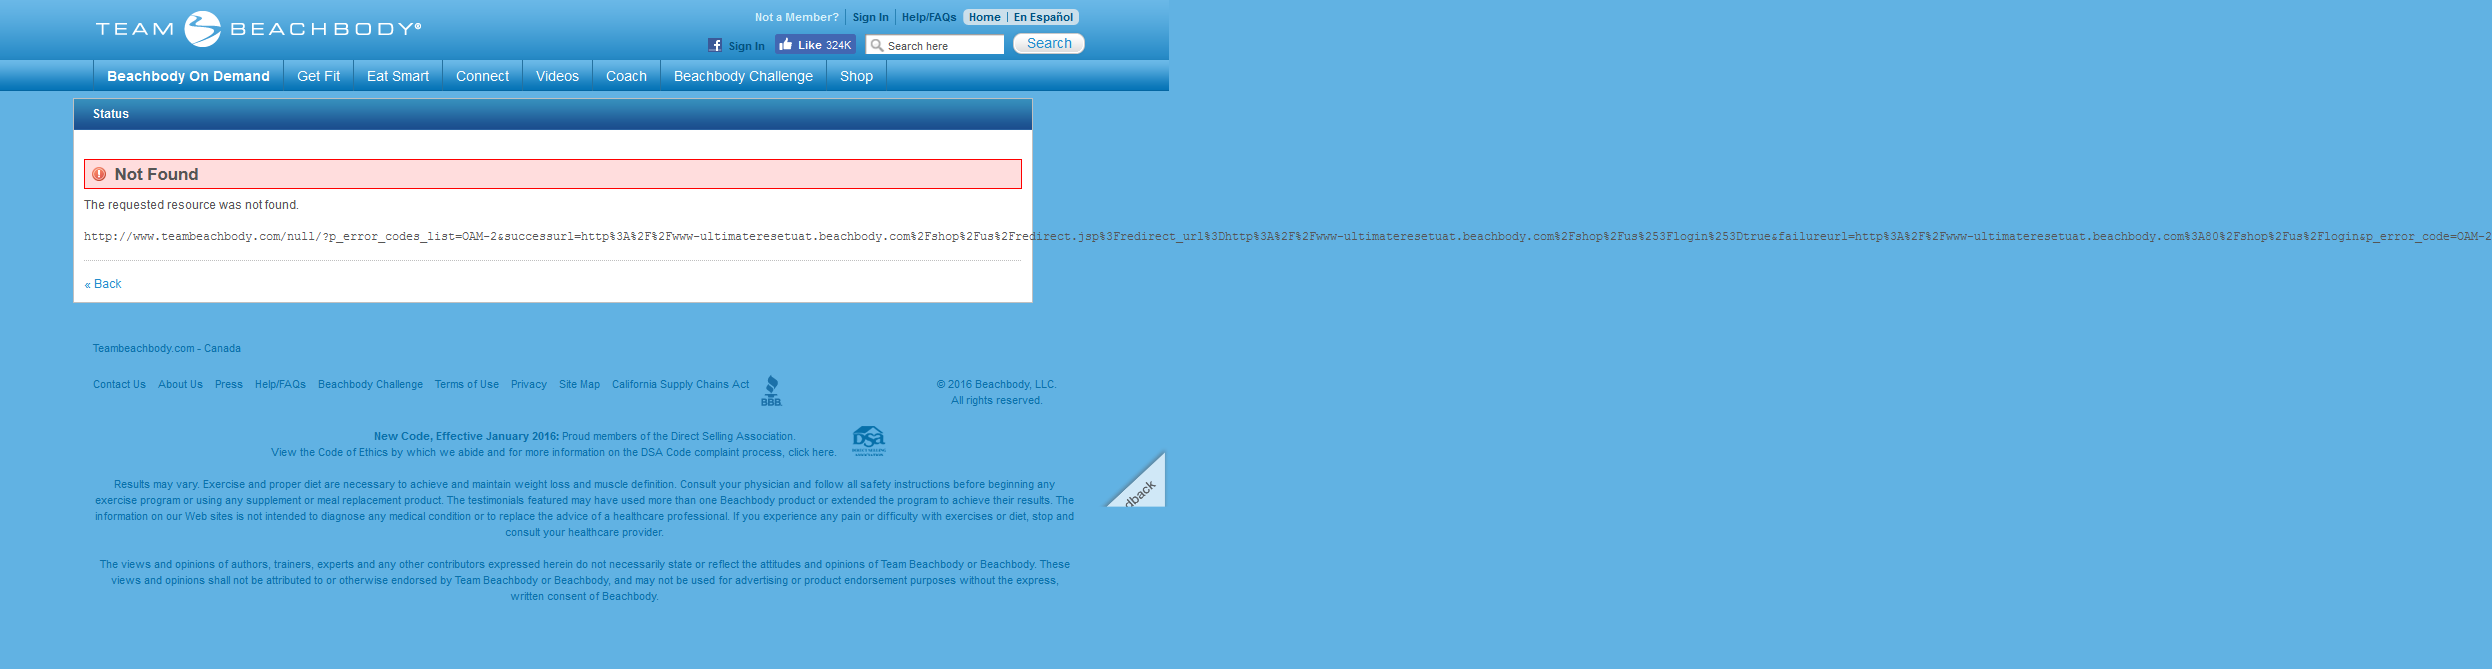 TEAM BEACHBODY®
Not a Member? Sign In Help/FAQs Home | En Español
Sign In Like 324K Search here Search
Beachbody On Demand Get Fit Eat Smart Connect Videos Coach Beachbody Challenge Shop
Status
Not Found
The requested resource was not found.
http://www.teambeachbody.com/null/?p_error_codes_list=OAM-2&successurl=http%3A%2F%2Fwww-ultimateresetuat.beachbody.com%2Fshop%2Fus%2Fredirect.jsp%3Fredirect_url%3Dhttp%3A%2F%2Fwww-ultimateresetuat.beachbody.com%2Fshop%2Fus%253Flogin%253Dtrue&failureurl=http%3A%2F%2Fwww-ultimateresetuat.beachbody.com%3A80%2Fshop%2Fus%2Flogin&p_error_code=OAM-2
« Back
Teambeachbody.com - Canada
Contact Us About Us Press Help/FAQs Beachbody Challenge Terms of Use Privacy Site Map California Supply Chains Act BBB.
© 2016 Beachbody, LLC.
All rights reserved.
New Code, Effective January 2016: Proud members of the Direct Selling Association.
View the Code of Ethics by which we abide and for more information on the DSA Code complaint process, click here.
DSA
DIRECT SELLING
ASSOCIATION
dback
Results may vary. Exercise and proper diet are necessary to achieve and maintain weight loss and muscle definition. Consult your physician and follow all safety instructions before beginning any
exercise program or using any supplement or meal replacement product. The testimonials featured may have used more than one Beachbody product or extended the program to achieve their results. The
information on our Web sites is not intended to diagnose any medical condition or to replace the advice of a healthcare professional. If you experience any pain or difficulty with exercises or diet, stop and
consult your healthcare provider.
The views and opinions of authors, trainers, experts and any other contributors expressed herein do not necessarily state or reflect the attitudes and opinions of Team Beachbody or Beachbody. These
views and opinions shall not be attributed to or otherwise endorsed by Team Beachbody or Beachbody, and may not be used for advertising or product endorsement purposes without the express,
written consent of Beachbody.